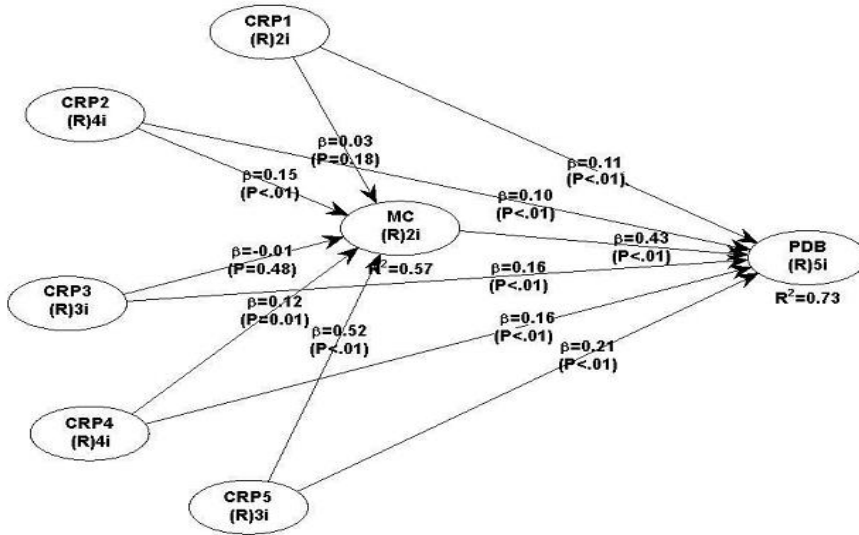 CRP1
(R)2i
CRP2
(R)4i
β=0.03
(P=0.18)
β=0.11
(P<.01)
β=0.15
(P<.01)
β=0.10
(P<.01)
MC
(R)2i
β=0.43
(P<.01)
PDB
(R)5i
β=-0.01
(P=0.48)
R²=0.57
β=0.16
(P<.01)
R²=0.73
CRP3
(R)3i
β=0.12
(P=0.01)
β=0.52
(P<.01)
β=0.16
(P<.01)
β=0.21
(P<.01)
CRP4
(R)4i
CRP5
(R)3i